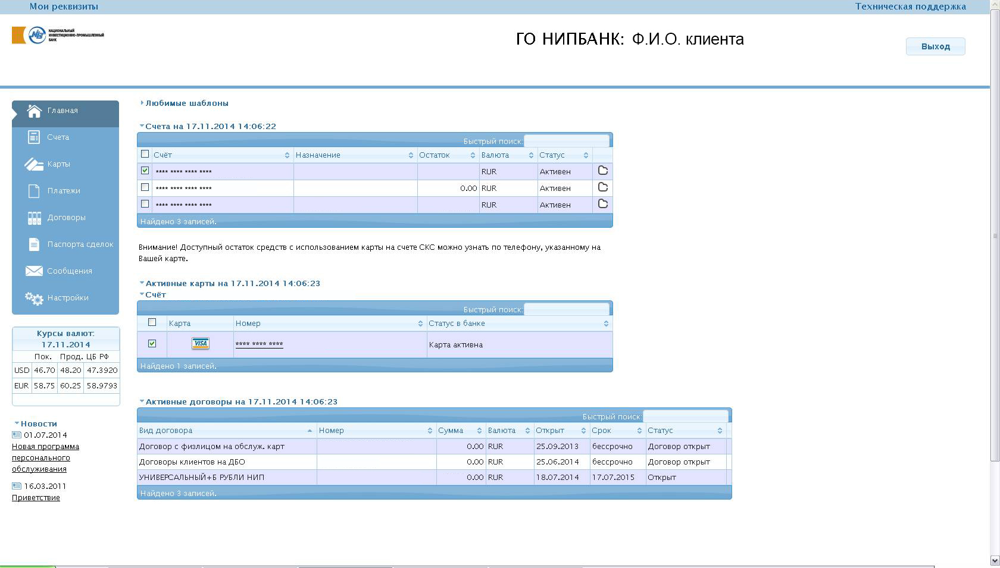 Мои реквизиты
Техническая поддержка
НАЦИОНАЛЬНЫЙ
ИНВЕСТИЦИОННО-ПРОМЫШЛЕННЫЙ
БАНК
ГО НИПБАНК: Ф.И.О. клиента
Выход
Главная
Счета
Карты
Платежи
Договоры
Паспорта сделок
Сообщения
Настройки
Курсы валют:
17.11.2014
Пок. Прод. ЦБ РФ
USD 46.70 48.20 47.3920
EUR 58.75 60.25 58.9793
Новости
01.07.2014
Новая программа
персонального
обслуживания
16.03.2011
Приветствие
Любимые шаблоны
Счета на 17.11.2014 14:06:22
Быстрый поиск:
Счёт Назначение Остаток Валюта Статус
**** **** **** **** RUR Активен
**** **** **** **** 0.00 RUR Активен
**** **** **** **** RUR Активен
Найдено 3 записей.
Внимание! Доступный остаток средств с использованием карты на счете СКС можно узнать по телефону, указанному на
Вашей карте.
Активные карты на 17.11.2014 14:06:23
Счёт
Быстрый поиск:
Карта Номер Статус в банке
VISA **** **** **** Карта активна
Найдено 1 записей.
Активные договоры на 17.11.2014 14:06:23
Быстрый поиск:
Вид договора Номер Сумма Валюта Открыт Срок Статус
Договор с физлицом на обслуж. карт 0.00 RUR 25.09.2013 бессрочно Договор открыт
Договоры клиентов на ДБО 0.00 RUR 25.06.2014 бессрочно Договор открыт
УНИВЕРСАЛЬНЫЙ+Б РУБЛИ НИП 0.00 RUR 18.07.2014 17.07.2015 Открыт
Найдено 3 записей.